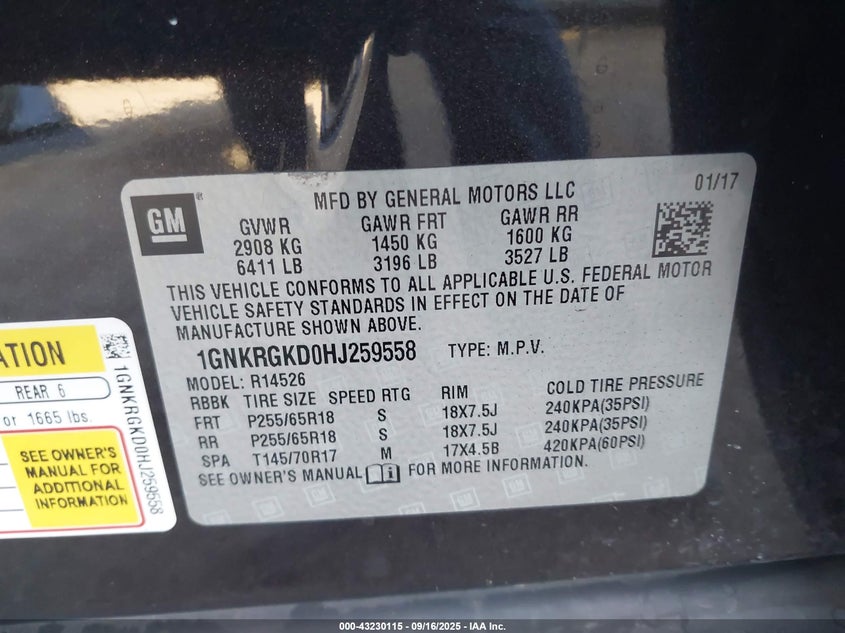 MFD BY GENERAL MOTORS LLC
01/17
GM
GVWR GAWR FRT GAWR RR
2908 KG 1450 KG 1600 KG
6411 LB 3196 LB 3527 LB
THIS VEHICLE CONFORMS TO ALL APPLICABLE U.S. FEDERAL MOTOR
VEHICLE SAFETY STANDARDS IN EFFECT ON THE DATE OF
MANUFACTURE SHOWN ABOVE.
1GNKRGKD0HJ259558 TYPE: M.P.V.
MODEL: R14526
RBBK TIRE SIZE SPEED RTG RIM COLD TIRE PRESSURE
FRT P255/65R18 S 18X7.5J 240KPA(35PSI)
RR P255/65R18 S 18X7.5J 240KPA(35PSI)
SPA T145/70R17 M 17X4.5B 420KPA(60PSI)
SEE OWNER'S MANUAL FOR MORE INFORMATION.
REAR 6
or 1665 lbs.
SEE OWNER'S
MANUAL FOR
ADDITIONAL
INFORMATION
1GNKRGKD0HJ259558
000-43230115 - 09/16/2025 - IAA Inc.